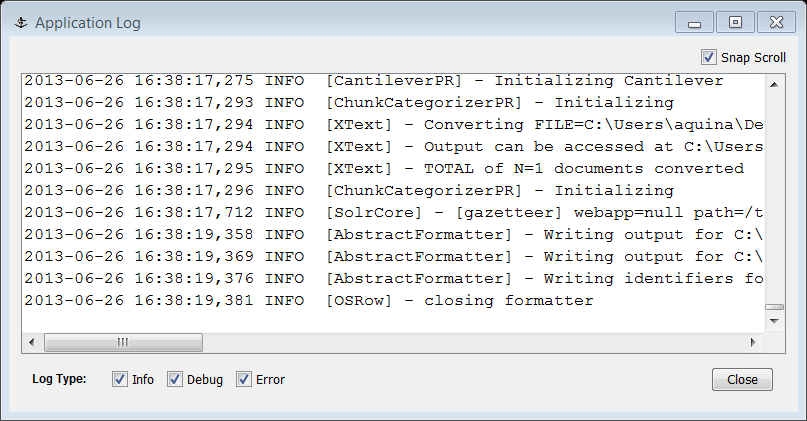 Application Log
Snap Scroll
2013-06-26 16:38:17,275 INFO [CantileverPR] - Initializing Cantilever
2013-06-26 16:38:17,293 INFO [ChunkCategorizerPR] - Initializing
2013-06-26 16:38:17,294 INFO [XText] - Converting FILE=C:\Users\aquina\De
2013-06-26 16:38:17,294 INFO [XText] - Output can be accessed at C:\Users
2013-06-26 16:38:17,295 INFO [XText] - TOTAL of N=1 documents converted
2013-06-26 16:38:17,296 INFO [ChunkCategorizerPR] - Initializing
2013-06-26 16:38:17,712 INFO [SolrCore] - [gazetteer] webapp=null path=/t
2013-06-26 16:38:19,358 INFO [AbstractFormatter] - Writing output for C:\
2013-06-26 16:38:19,369 INFO [AbstractFormatter] - Writing output for C:\
2013-06-26 16:38:19,376 INFO [AbstractFormatter] - Writing identifiers fo
2013-06-26 16:38:19,381 INFO [OSRow] - closing formatter
Log Type: Info Debug Error Close